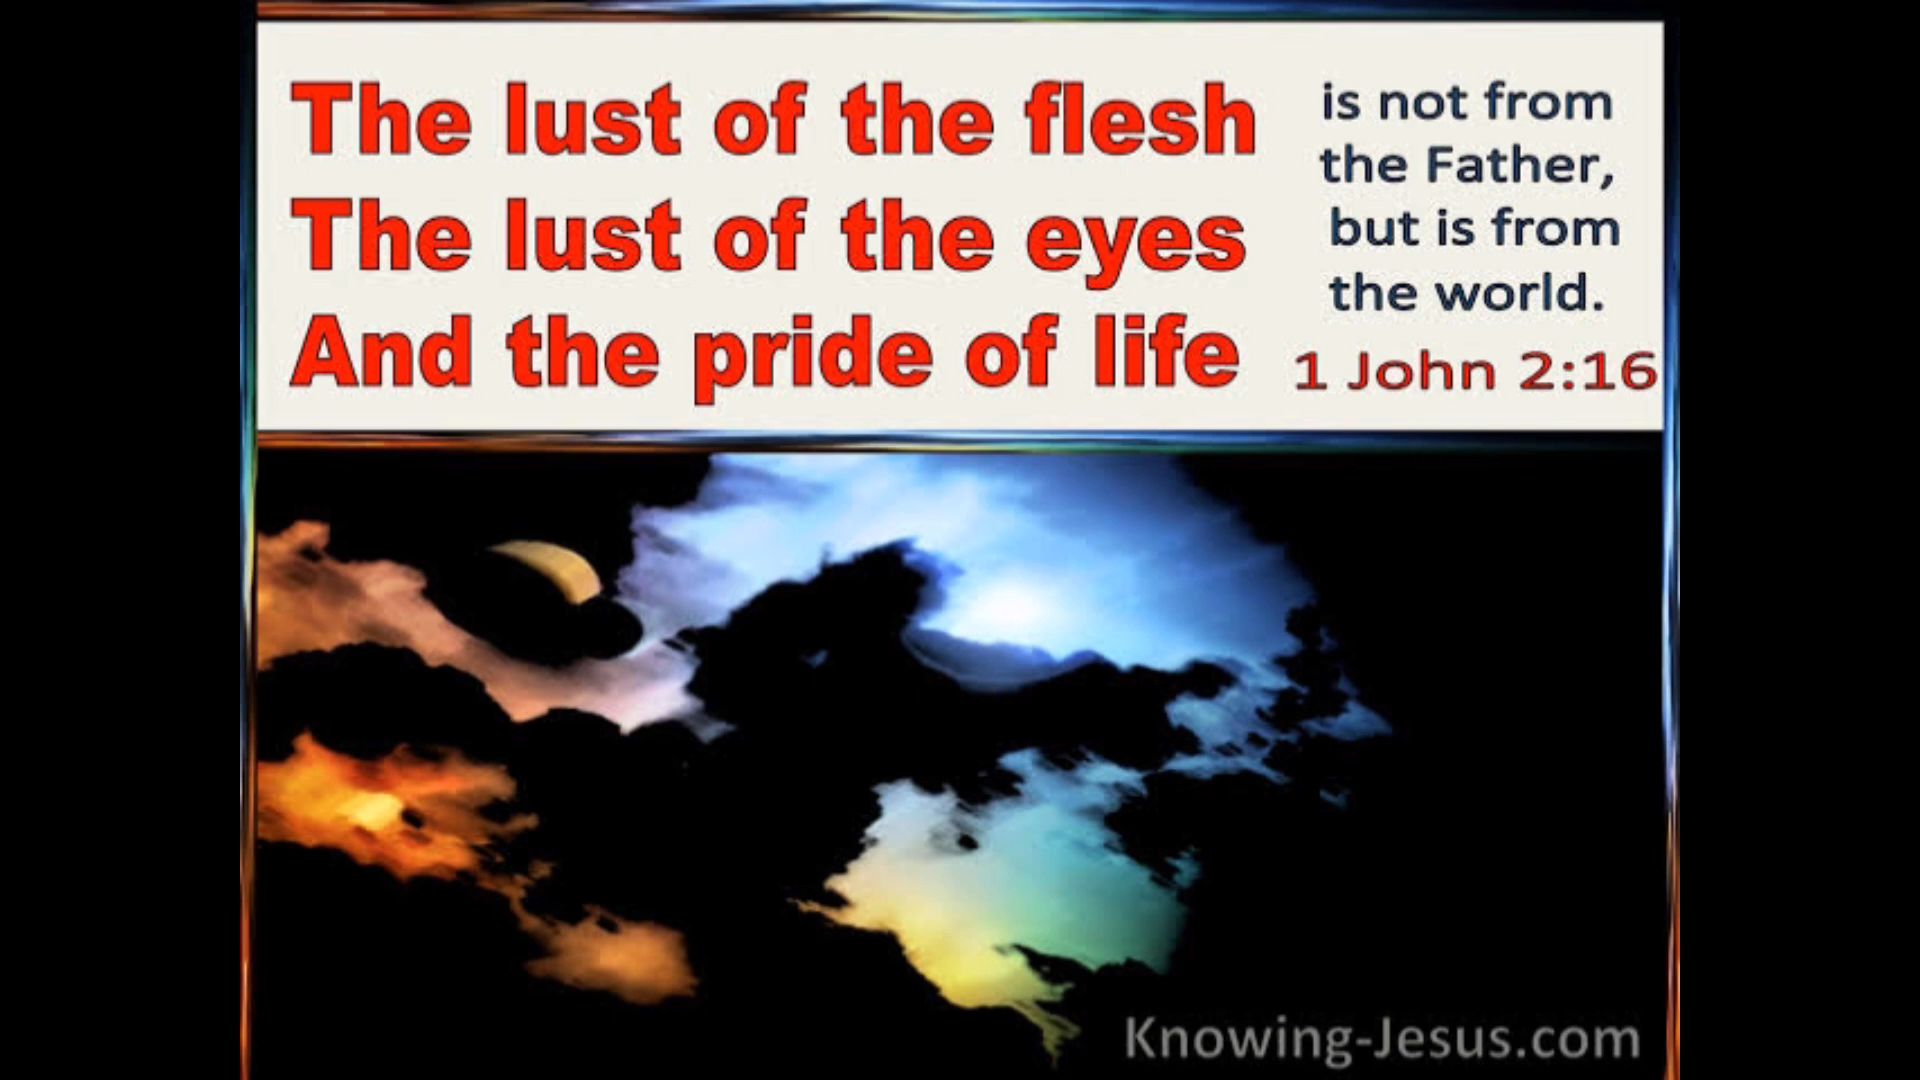 The lust of the flesh
The lust of the eyes
And the pride of life
is not from
the Father,
but is from
the world.
1 John 2:16
Knowing-Jesus.com